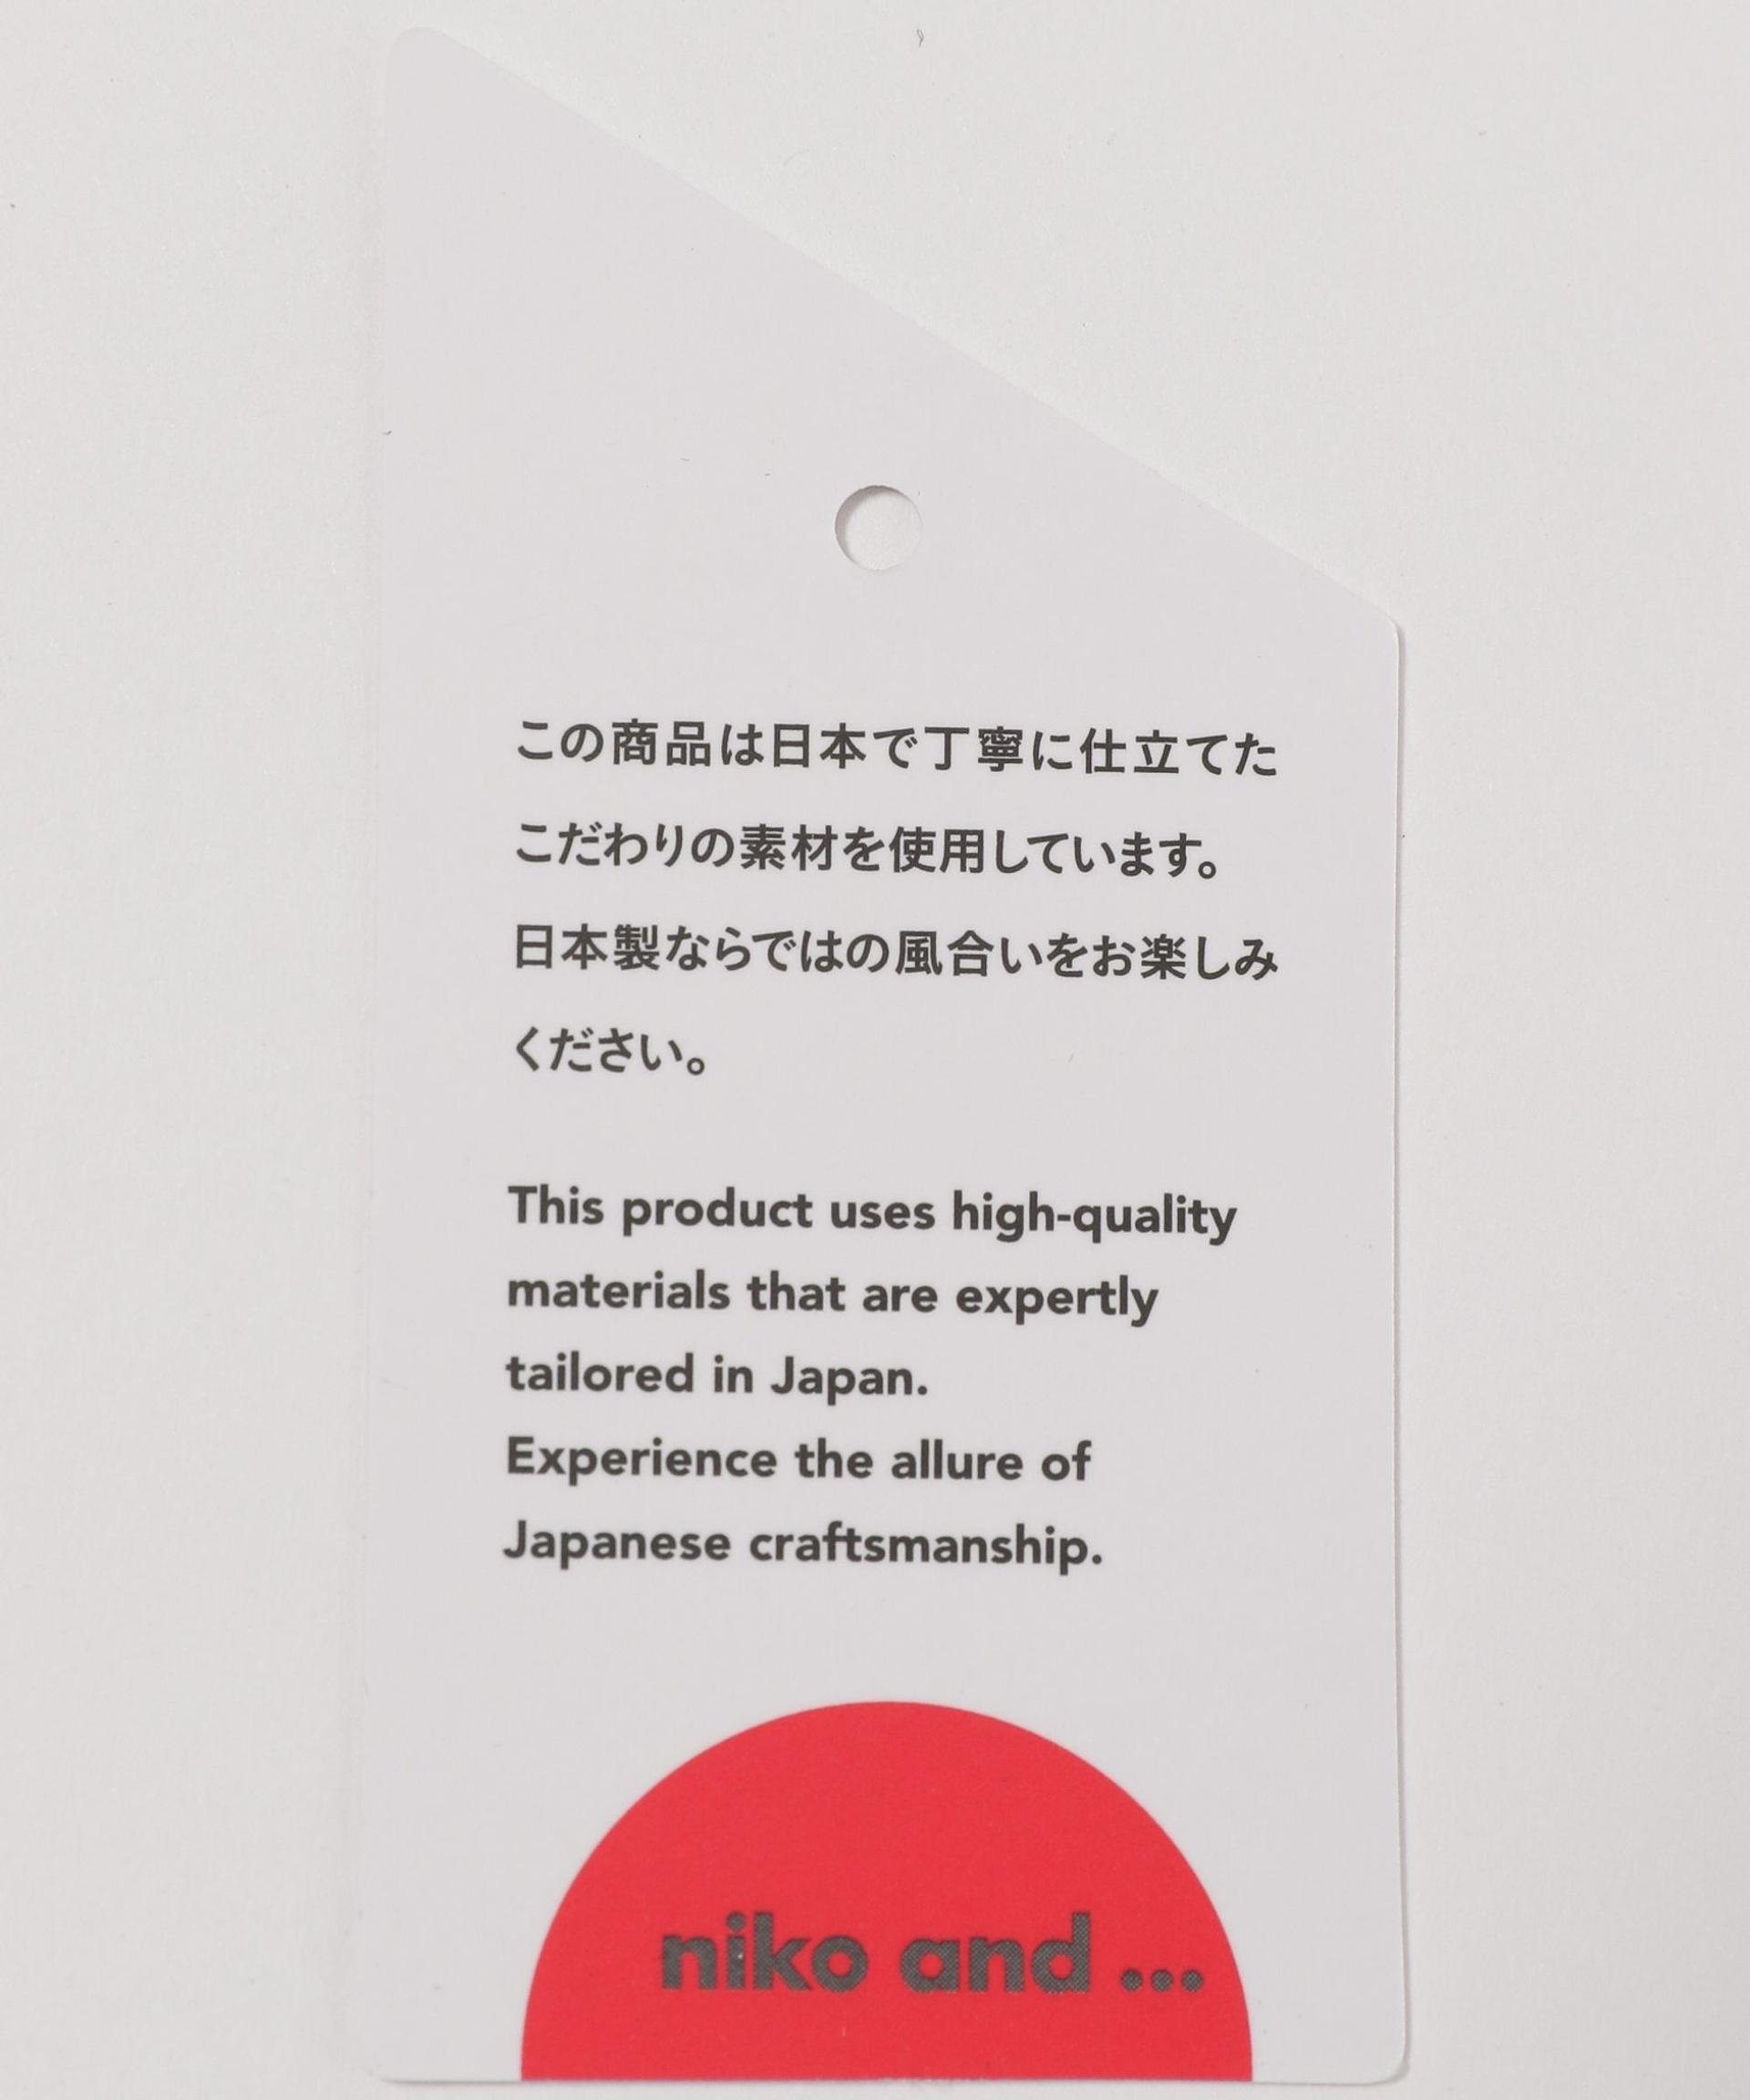 この商品は日本で丁寧に仕立てた
こだわりの素材を使用しています。
日本製ならではの風合いをお楽しみ
ください。
This product uses high-quality
materials that are expertly
tailored in Japan.
Experience the allure of
Japanese craftsmanship.
niko and ...